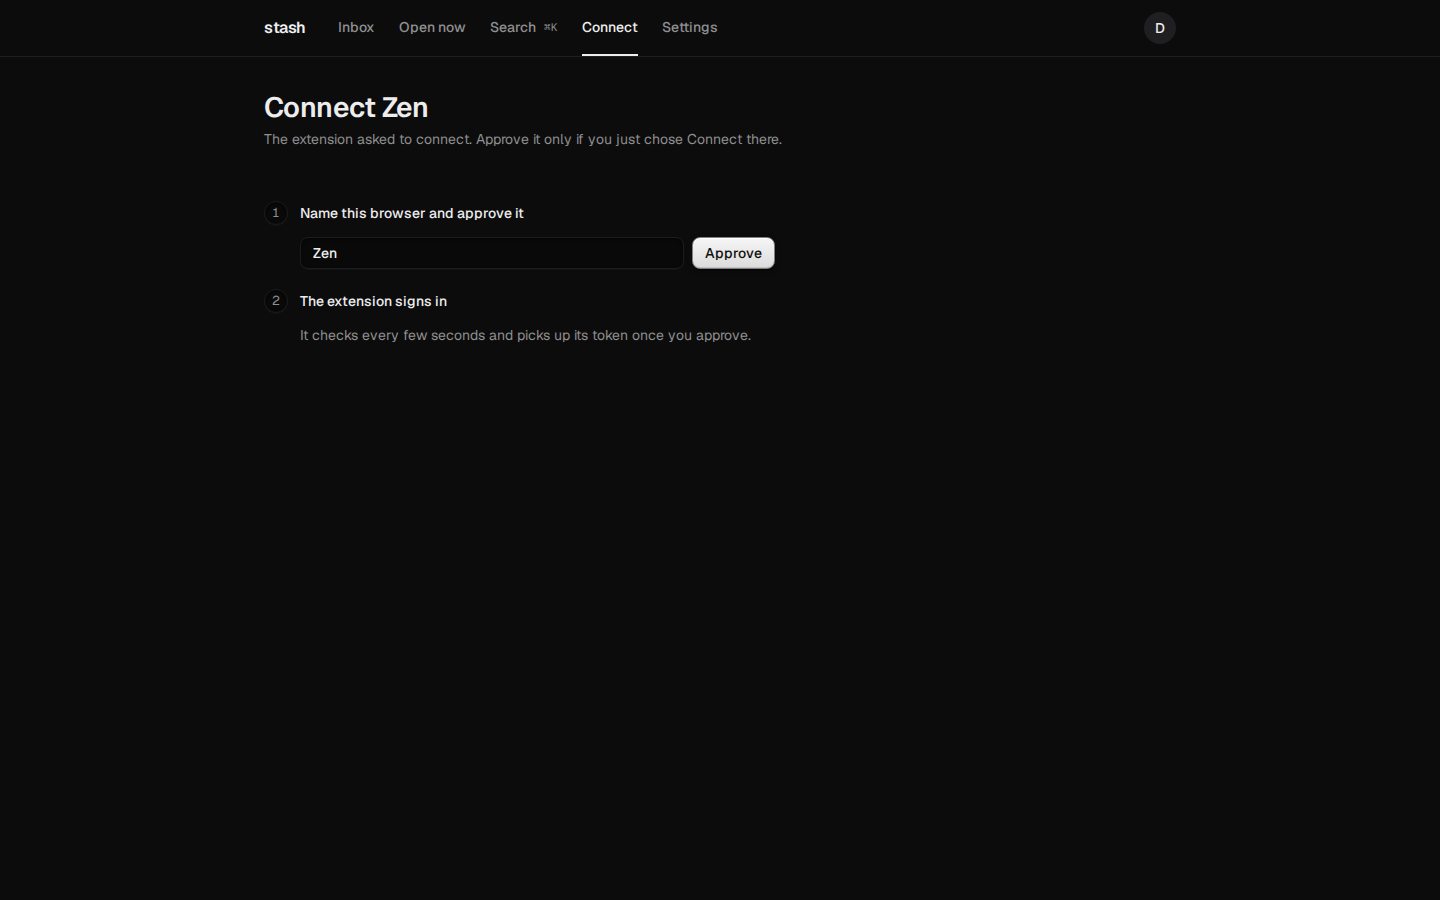 stash Inbox Open now Search ⌘K Connect Settings D
Connect Zen
The extension asked to connect. Approve it only if you just chose Connect there.
1 Name this browser and approve it
Zen Approve
2 The extension signs in
It checks every few seconds and picks up its token once you approve.